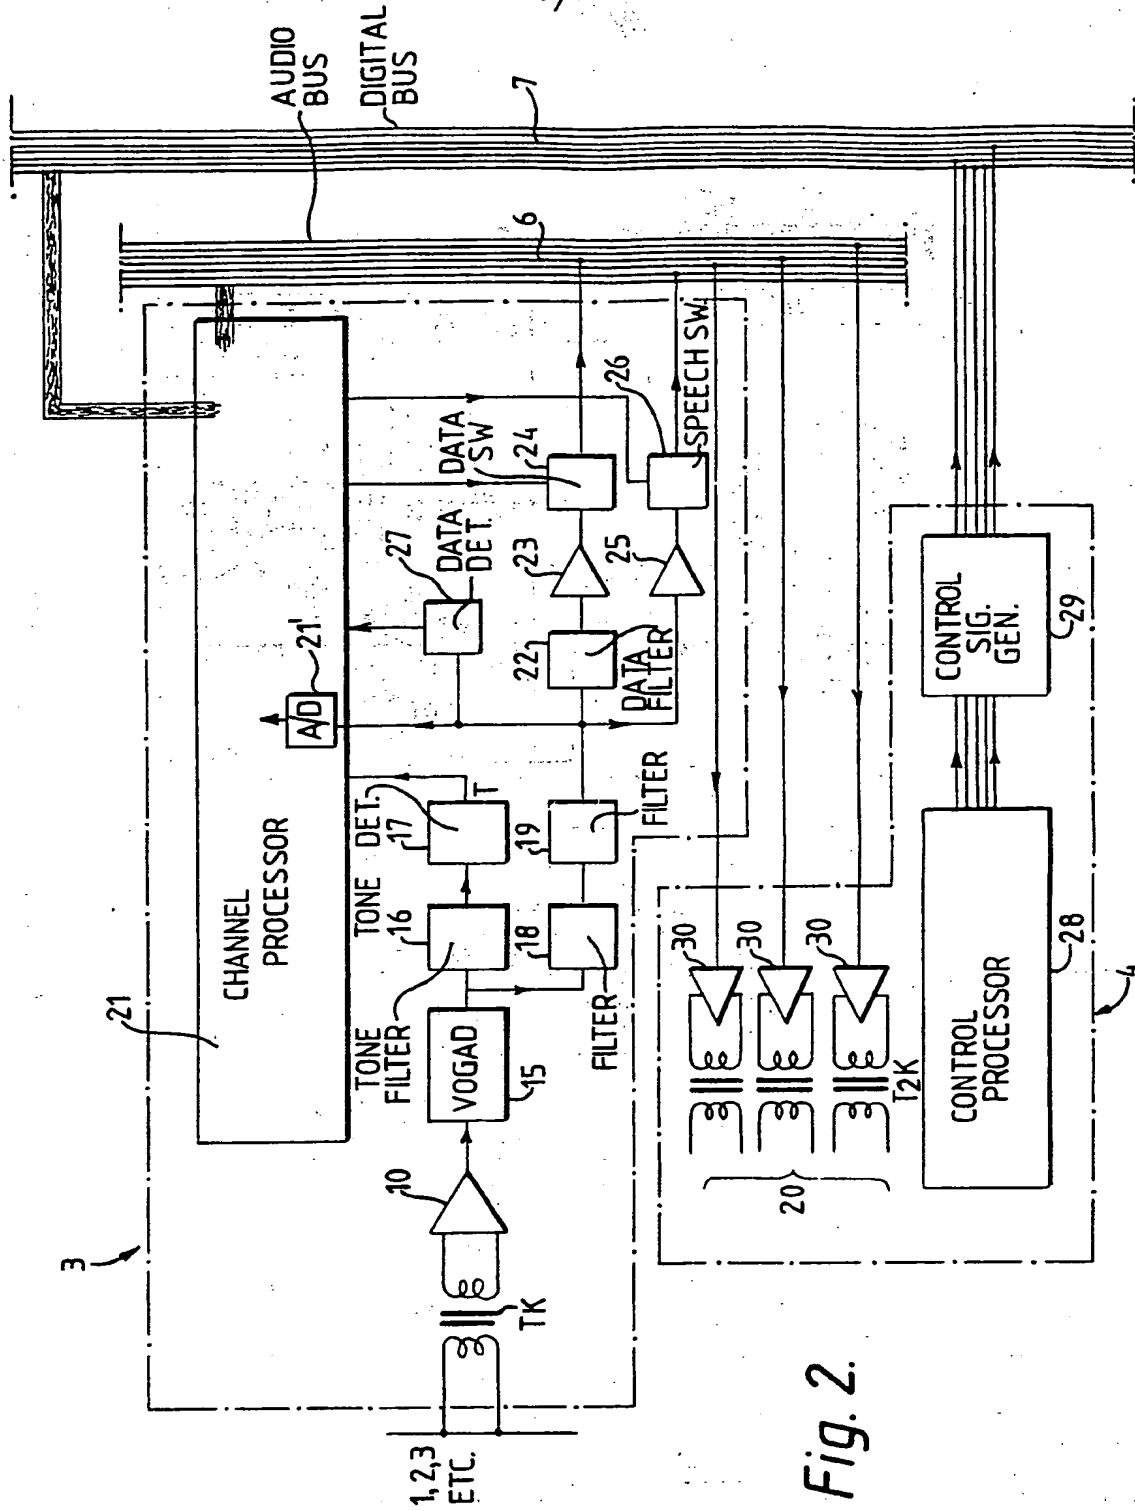 AUDIO
BUS
DIGITAL
BUS
7
6
3
21
CHANNEL
PROCESSOR
A/D
21'
27
DATA
DET.
DATA
SW
24
26
SPEECH SW.
TONE DET.
17
T
16
TONE
FILTER
VOGAD
15
10
TK
1,2,3
ETC.
18
FILTER
19
FILTER
22
DATA
FILTER
23
25
30
30
30
T2K
20
CONTROL
PROCESSOR
28
CONTROL
SIG.
GEN.
29
4
Fig. 2.